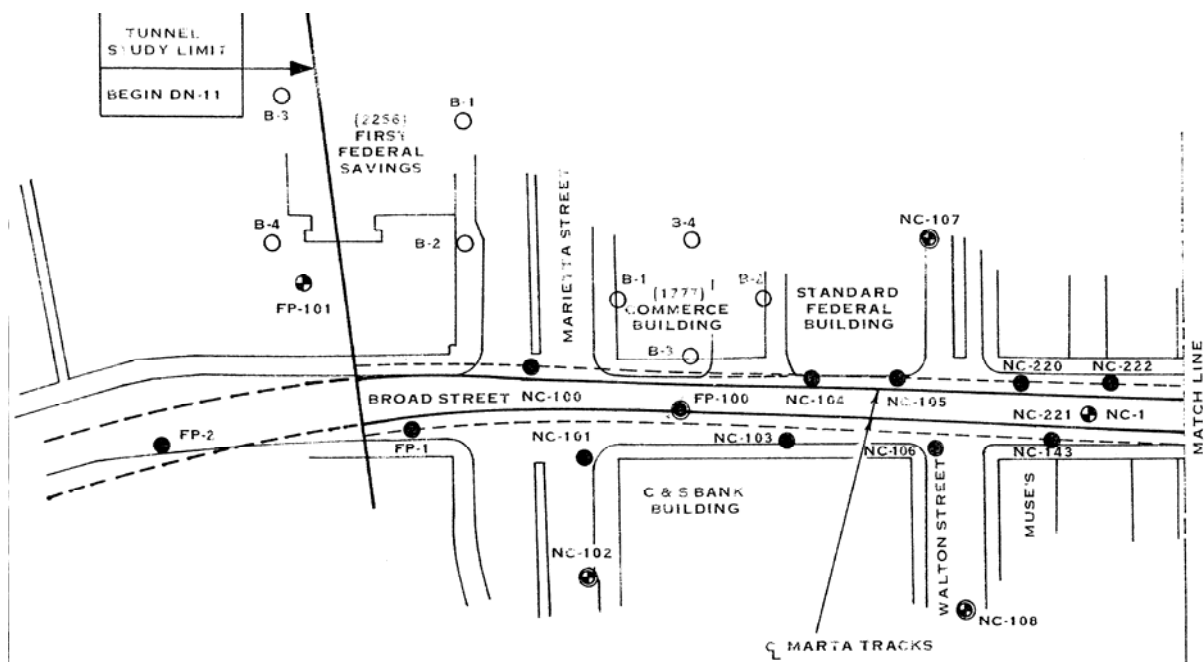 TUNNEL
STUDY LIMIT
BEGIN DN-11
B-3
B-1
(2256)
FIRST
FEDERAL
SAVINGS
B-4
B-2
FP-101
MARIETTA STREET
3-4
NC-107
B-1
B-2
(1777)
COMMERCE
BUILDING
B-3
STANDARD
FEDERAL
BUILDING
BROAD STREET
NC-100
FP-100
NC-104
NC-105
NC-220
NC-222
NC-221
NC-1
MATCH LINE
FP-2
FP-1
NC-101
NC-103
NC-106
NC-143
C & S BANK
BUILDING
WALTON STREET
MUSE'S
NC-102
NC-108
℄ MARTA TRACKS